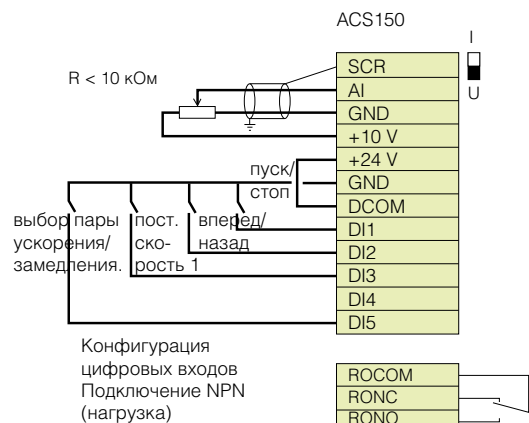 ACS150
I
U
R < 10 кОм
SCR
AI
GND
+10 V
+24 V
GND
DCOM
DI1
DI2
DI3
DI4
DI5
пуск/
стоп
вперед/
назад
пост.
ско-
рость 1
выбор пары
ускорения/
замедления.
Конфигурация
цифровых входов
Подключение NPN
(нагрузка)
ROCOM
RONC
RONO